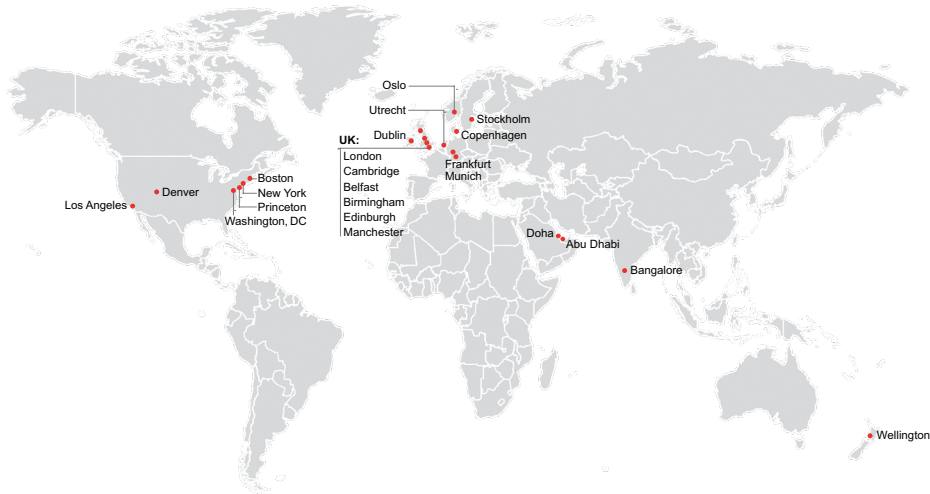 Oslo
Utrecht
Stockholm
Dublin
Copenhagen
UK:
London
Cambridge
Belfast
Birmingham
Edinburgh
Manchester
Frankfurt
Munich
Boston
Denver
New York
Los Angeles
Princeton
Washington, DC
Doha
Abu Dhabi
Bangalore
Wellington